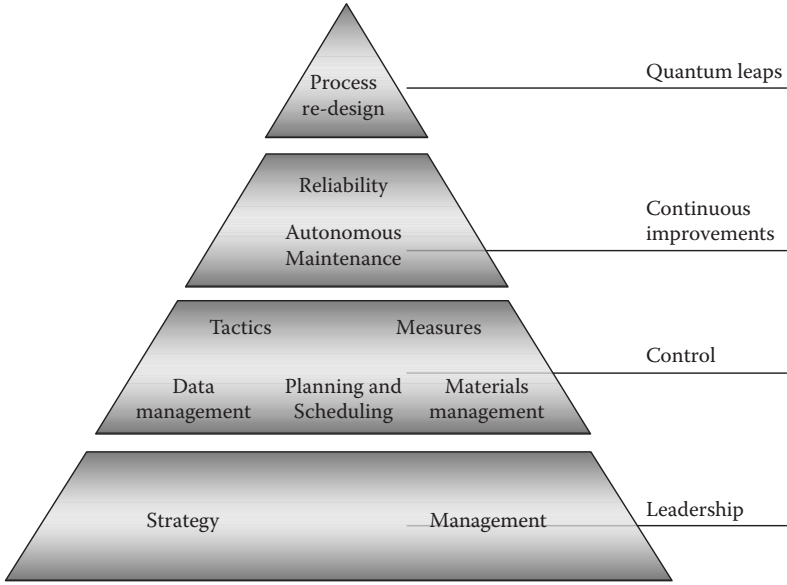 Process
re-design
Quantum leaps
Reliability
Autonomous
Maintenance
Continuous
improvements
Tactics
Measures
Data
management
Planning and
Scheduling
Materials
management
Control
Strategy
Management
Leadership